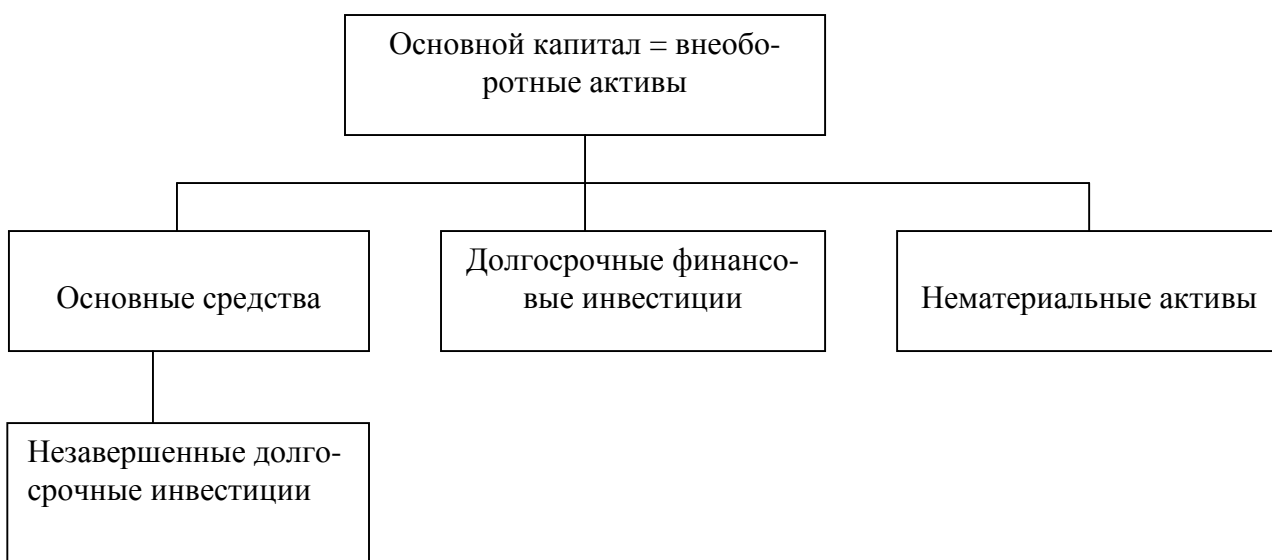 Основной капитал = внеобо-
ротные активы
Основные средства
Долгосрочные финансо-
вые инвестиции
Нематериальные активы
Незавершенные долго-
срочные инвестиции